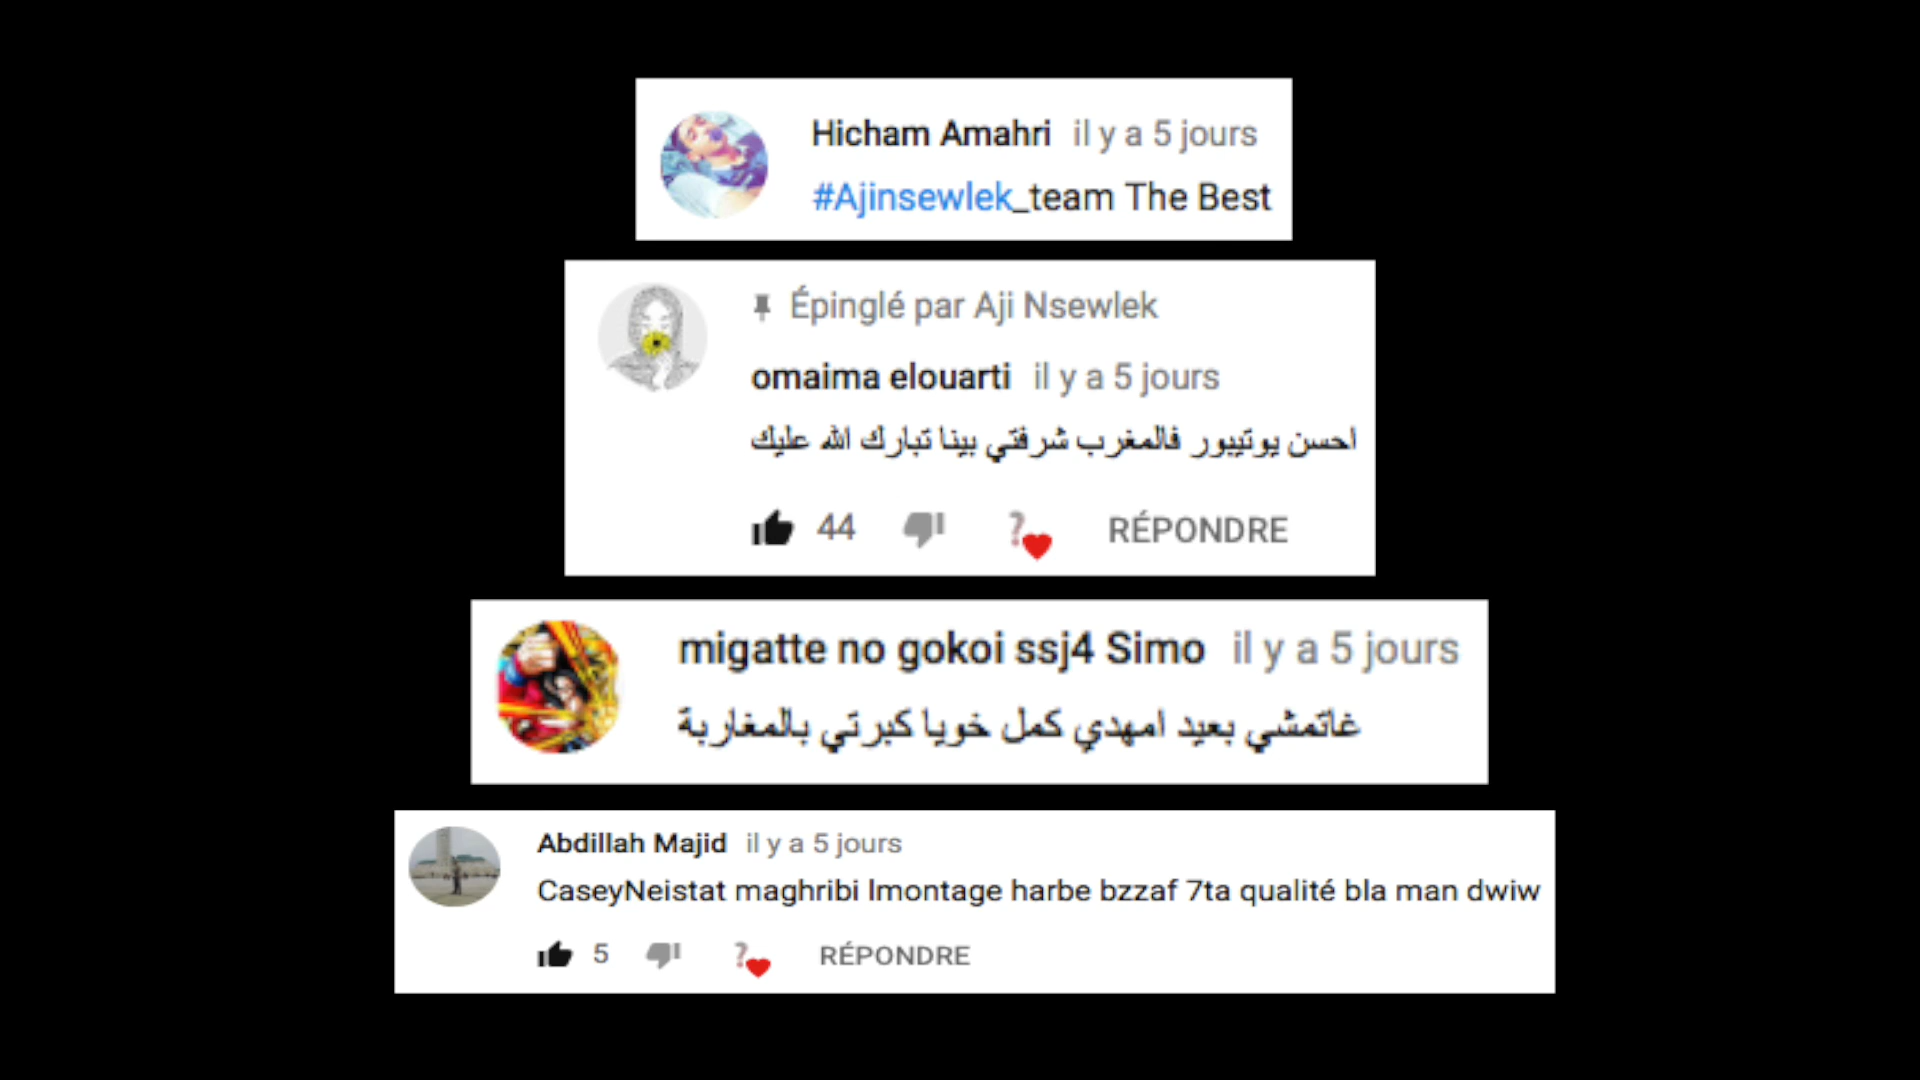 Hicham Amahri il y a 5 jours
#Ajinsewlek_team The Best
Épinglé par Aji Nsewlek
omaima elouarti il y a 5 jours
احسن يوتيبور فالمغرب شرفتي بينا تبارك الله عليك
44 ? RÉPONDRE
migatte no gokoi ssj4 Simo il y a 5 jours
غاتمشي بعيد امهدي كمل خويا كبرتي بالمغاربة
Abdillah Majid il y a 5 jours
CaseyNeistat maghribi lmontage harbe bzzaf 7ta qualité bla man dwiw
5 ? RÉPONDRE